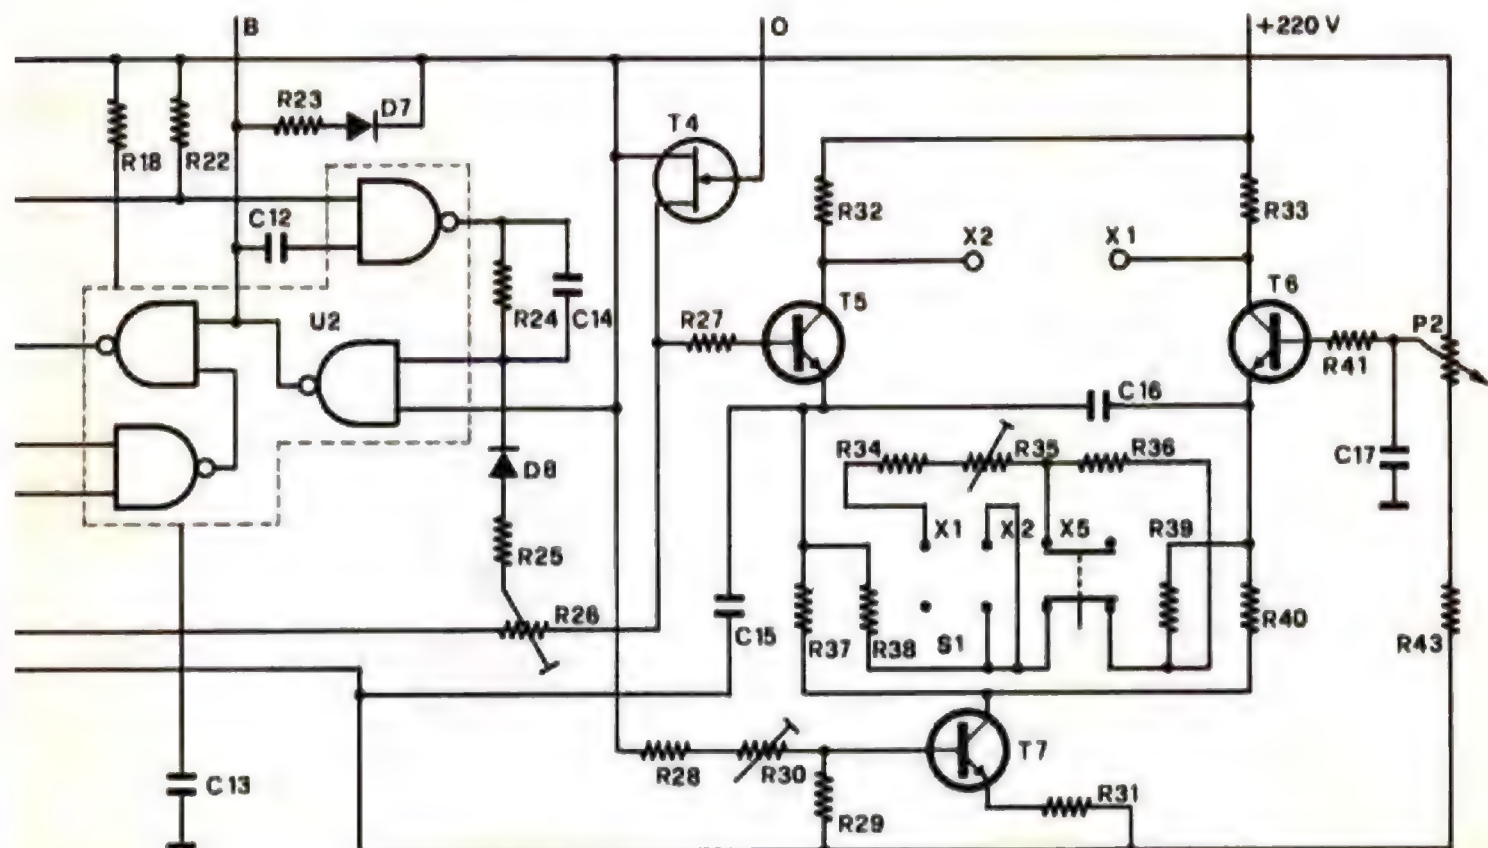 B
O
+220 V
R23
D7
T4
R18
R22
R32
R33
C12
X2
X1
T5
T6
U2
R24
C14
R27
P2
R41
C16
R34
R35
R36
C17
D8
X1
X2
X5
R39
R25
R26
C15
R37
R38
S1
R40
R43
R28
R30
T7
C13
R31
R29